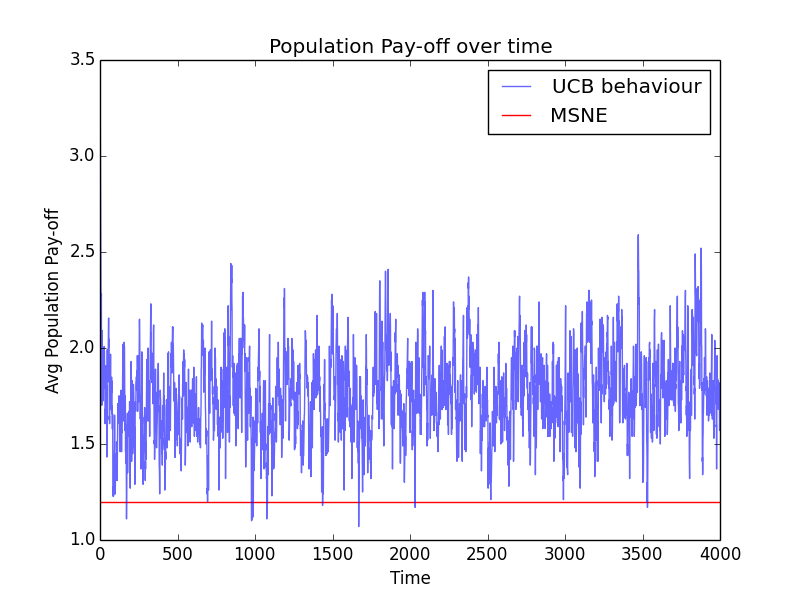 Population Pay-off over time
UCB behaviour
MSNE
3.5
3.0
2.5
2.0
1.5
1.0
Avg Population Pay-off
0 500 1000 1500 2000 2500 3000 3500 4000
Time